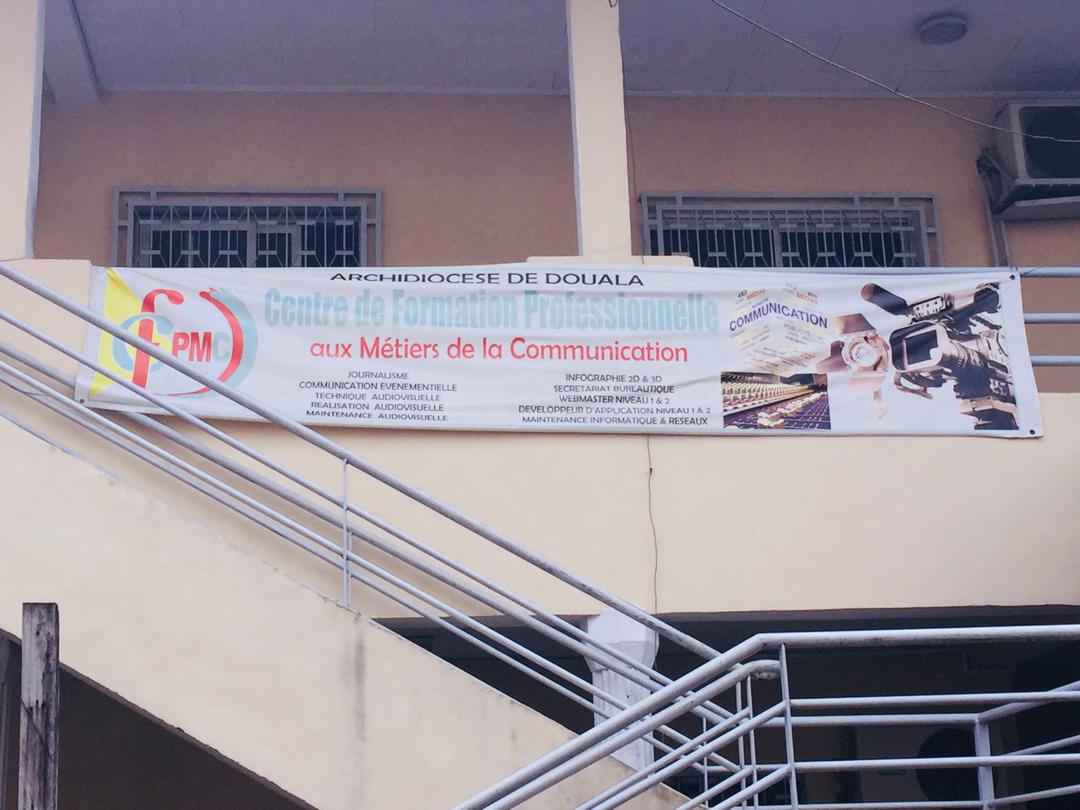 ARCHIDIOCESE DE DOUALA
Centre de Formation Professionnelle
aux Métiers de la Communication
CFPMC
JOURNALISME
COMMUNICATION EVENEMENTIELLE
TECHNIQUE AUDIOVISUELLE
REALISATION AUDIOVISUELLE
MAINTENANCE AUDIOVISUELLE
INFOGRAPHIE 2D & 3D
SECRETARIAT BUREAUTIQUE
WEBMASTER NIVEAU 1 & 2
DEVELOPPEUR D'APPLICATION NIVEAU 1 & 2
MAINTENANCE INFORMATIQUE & RESEAUX
COMMUNICATION